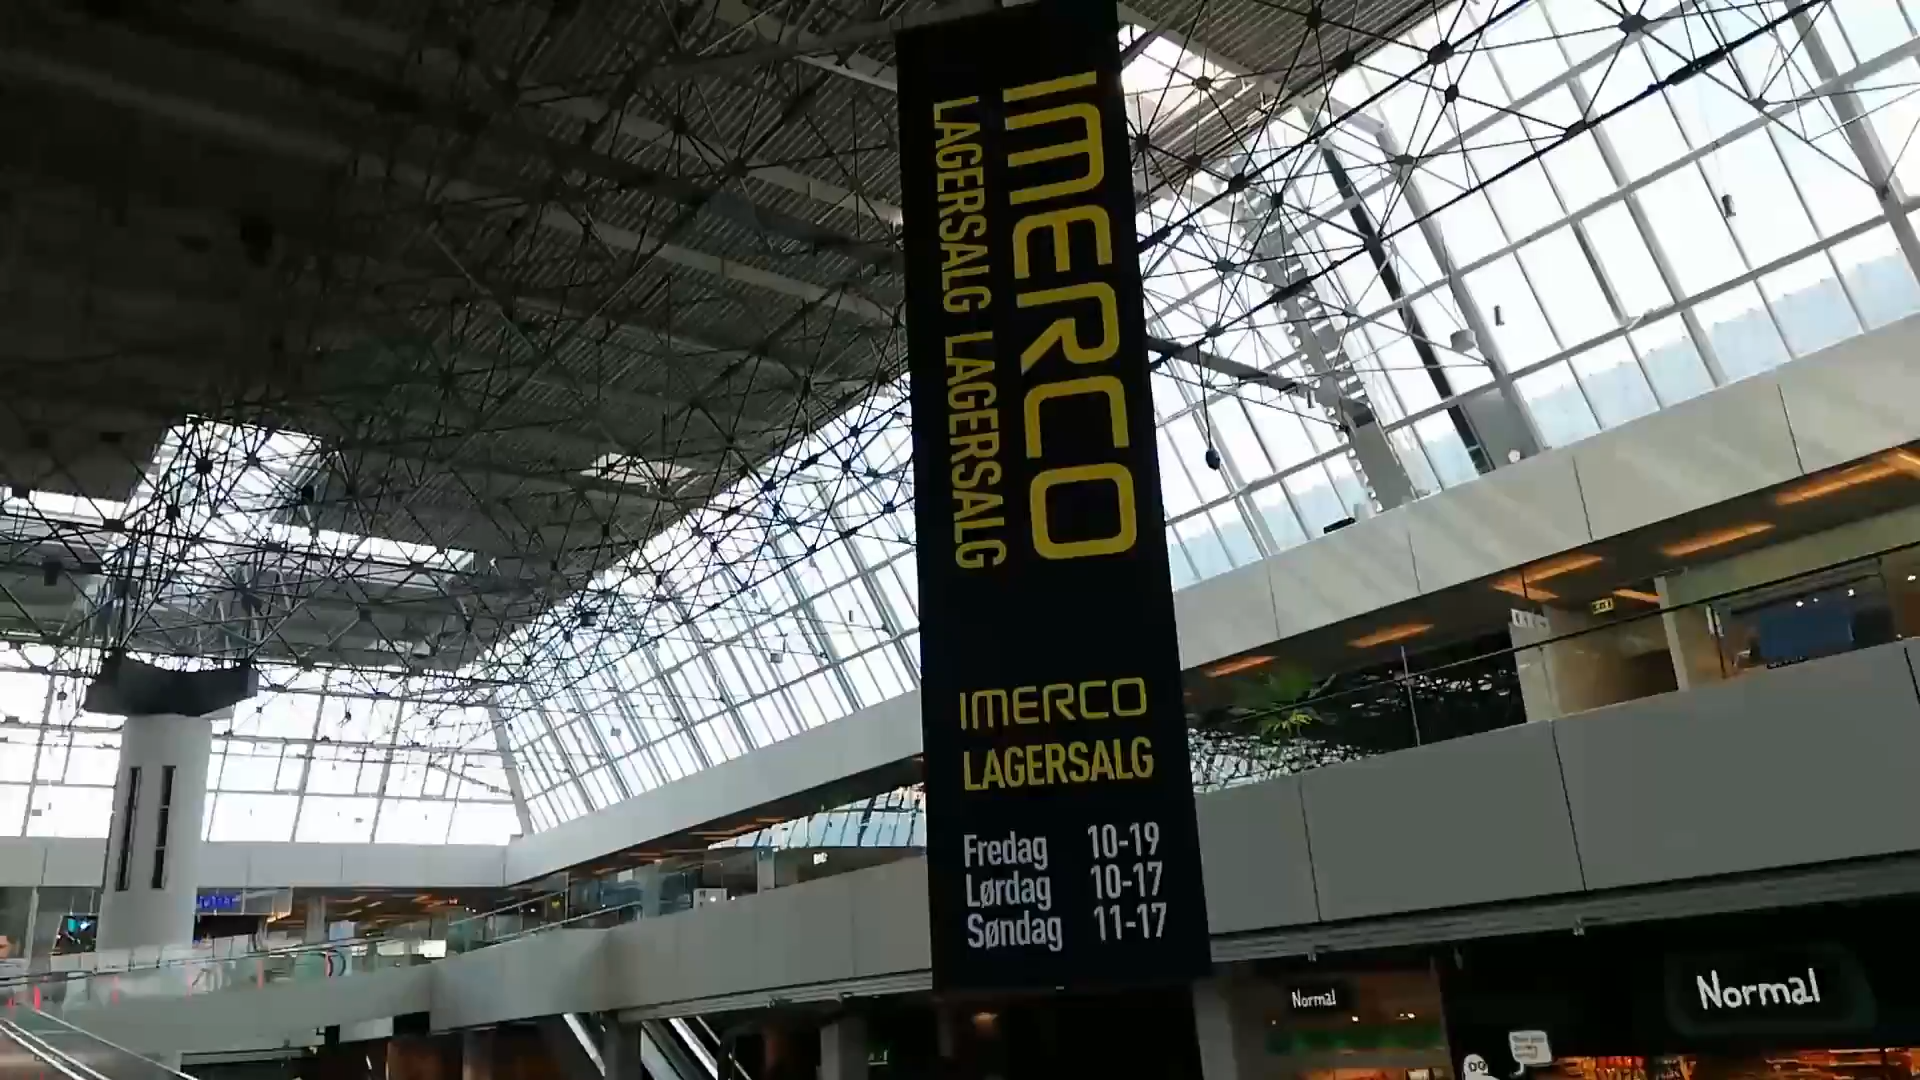 IMERCO
LAGERSALG LAGERSALG
IMERCO
LAGERSALG
Fredag 10-19
Lørdag 10-17
Søndag 11-17
Normal
Normal